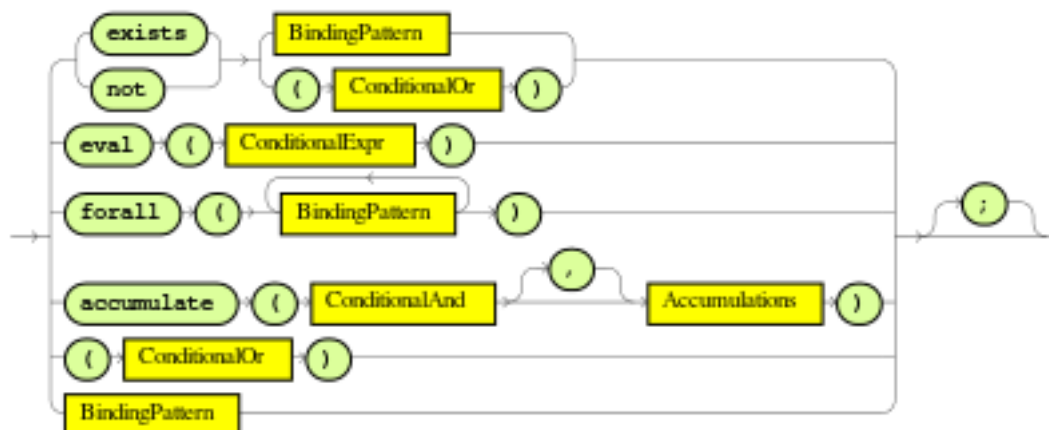 exists BindingPattern
not ( ConditionalOr )
eval ( ConditionalExpr )
forall ( BindingPattern ) ;
accumulate ( ConditionalAnd , Accumulations )
( ConditionalOr )
BindingPattern